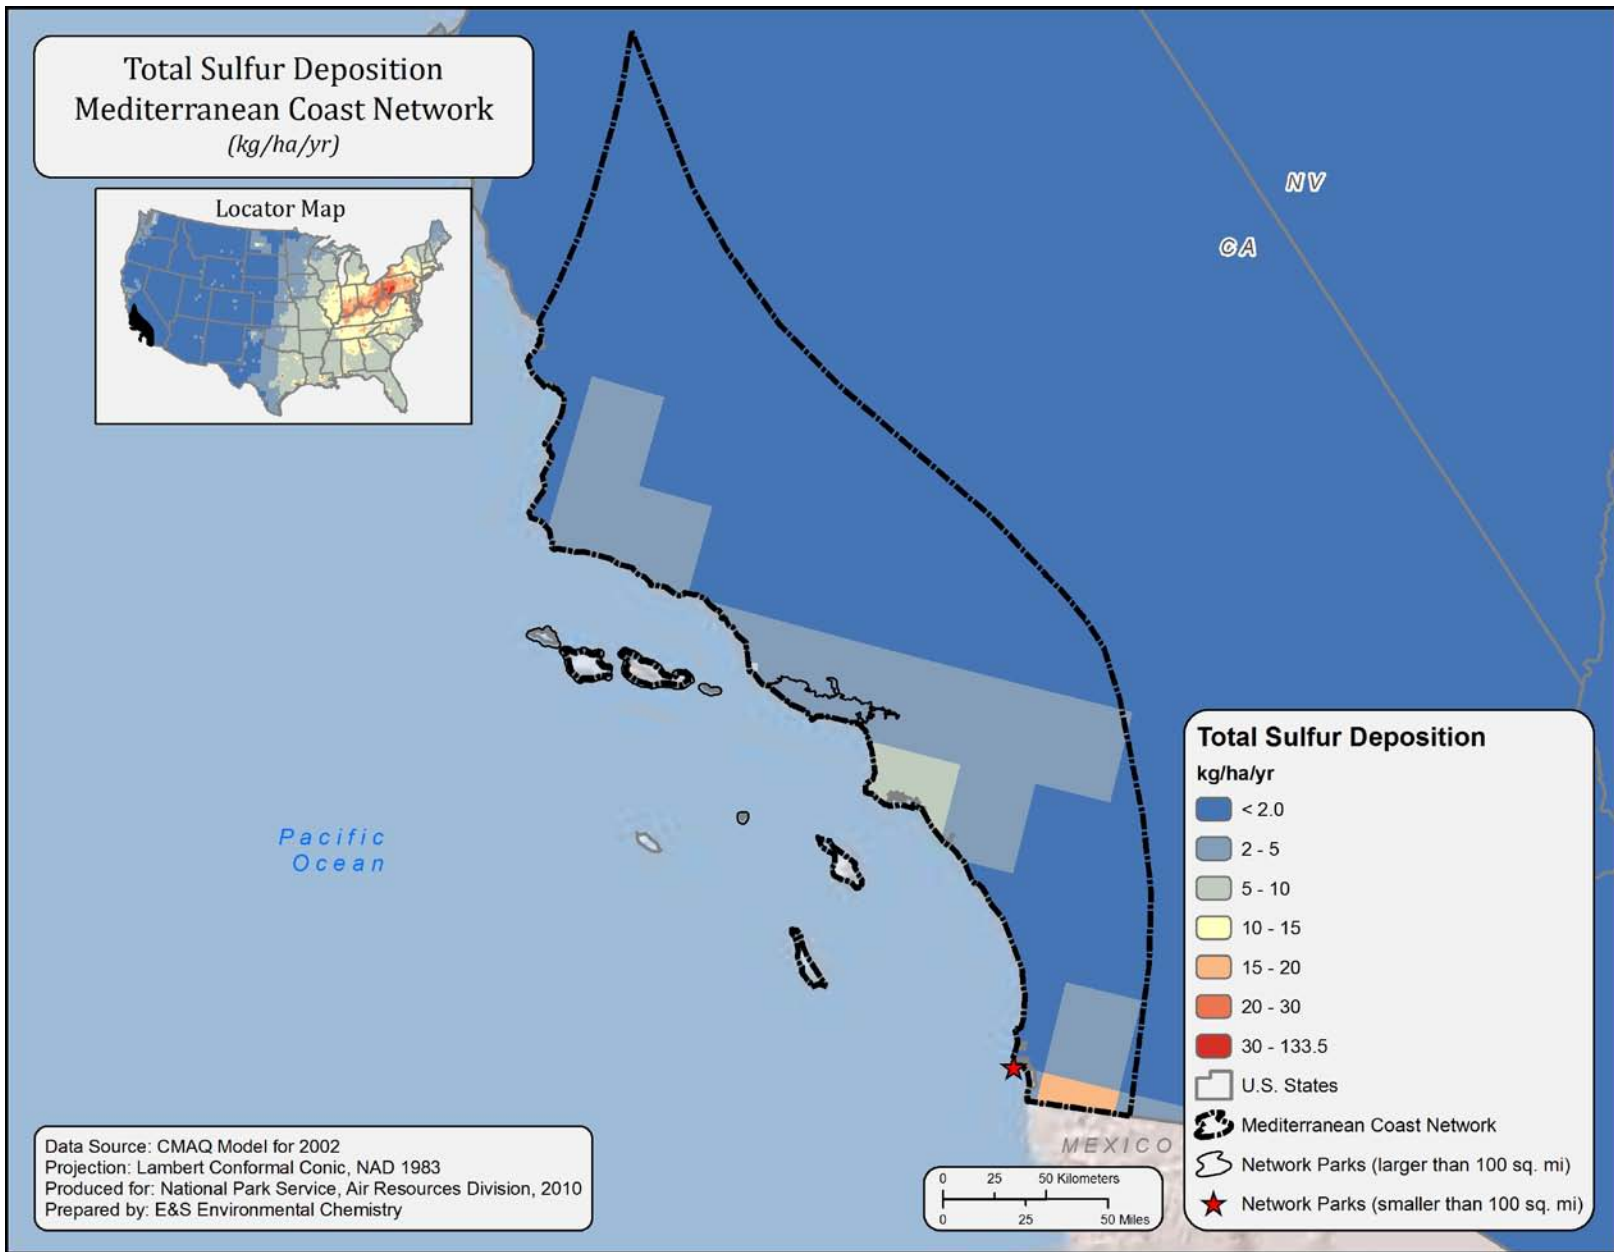 Total Sulfur Deposition
Mediterranean Coast Network
(kg/ha/yr)
Locator Map
NV
CA
Pacific
Ocean
Total Sulfur Deposition
kg/ha/yr
< 2.0
2 - 5
5 - 10
10 - 15
15 - 20
20 - 30
30 - 133.5
U.S. States
Mediterranean Coast Network
Network Parks (larger than 100 sq. mi)
Network Parks (smaller than 100 sq. mi)
MEXICO
0 25 50 Kilometers
0 25 50 Miles
Data Source: CMAQ Model for 2002
Projection: Lambert Conformal Conic, NAD 1983
Produced for: National Park Service, Air Resources Division, 2010
Prepared by: E&S Environmental Chemistry